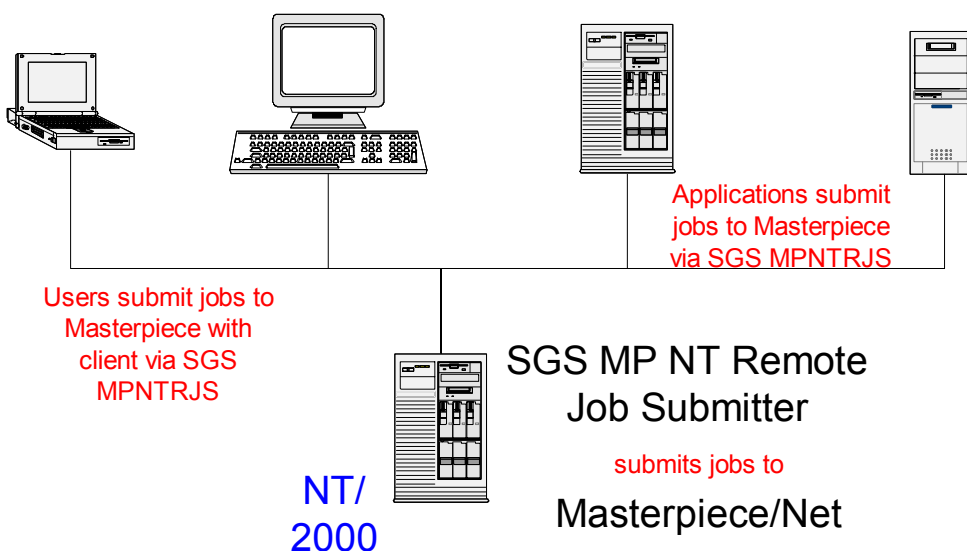 Applications submit
jobs to Masterpiece
via SGS MPNTRJS
Users submit jobs to
Masterpiece with
client via SGS
MPNTRJS
SGS MP NT Remote
Job Submitter
submits jobs to
Masterpiece/Net
NT/
2000